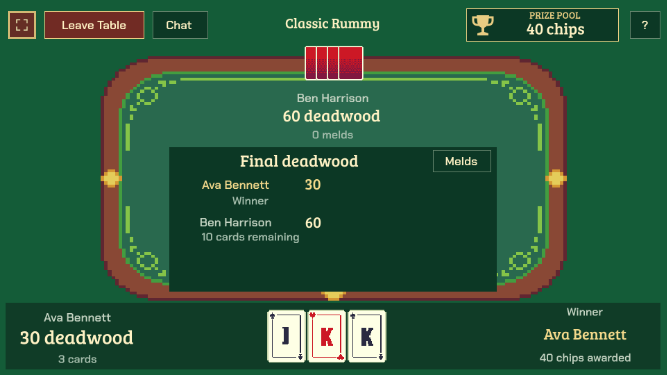 Leave Table
Chat
Classic Rummy
PRIZE POOL
40 chips
?
Ben Harrison
60 deadwood
0 melds
Final deadwood
Melds
Ava Bennett 30
Winner
Ben Harrison 60
10 cards remaining
Ava Bennett
30 deadwood
3 cards
J
K
K
Winner
Ava Bennett
40 chips awarded